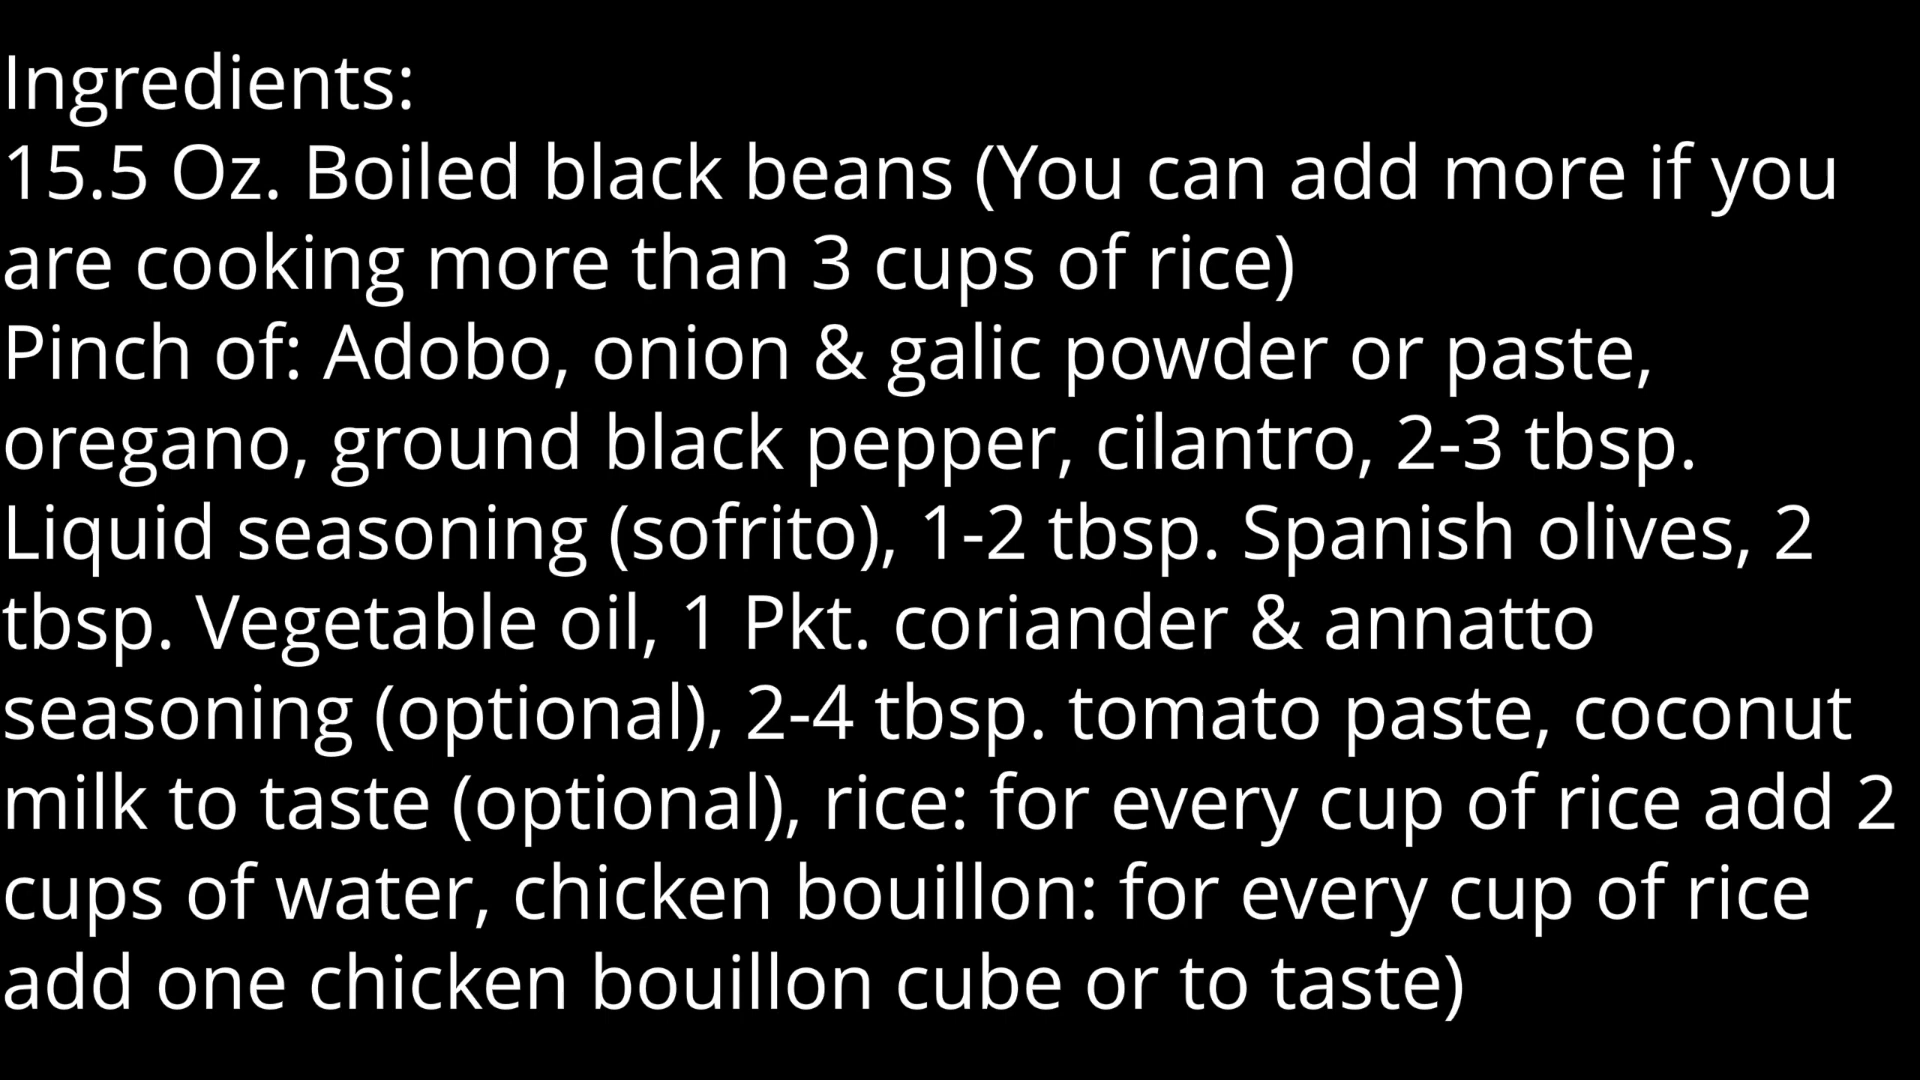 Ingredients:
15.5 Oz. Boiled black beans (You can add more if you
are cooking more than 3 cups of rice)
Pinch of: Adobo, onion & galic powder or paste,
oregano, ground black pepper, cilantro, 2-3 tbsp.
Liquid seasoning (sofrito), 1-2 tbsp. Spanish olives, 2
tbsp. Vegetable oil, 1 Pkt. coriander & annatto
seasoning (optional), 2-4 tbsp. tomato paste, coconut
milk to taste (optional), rice: for every cup of rice add 2
cups of water, chicken bouillon: for every cup of rice
add one chicken bouillon cube or to taste)